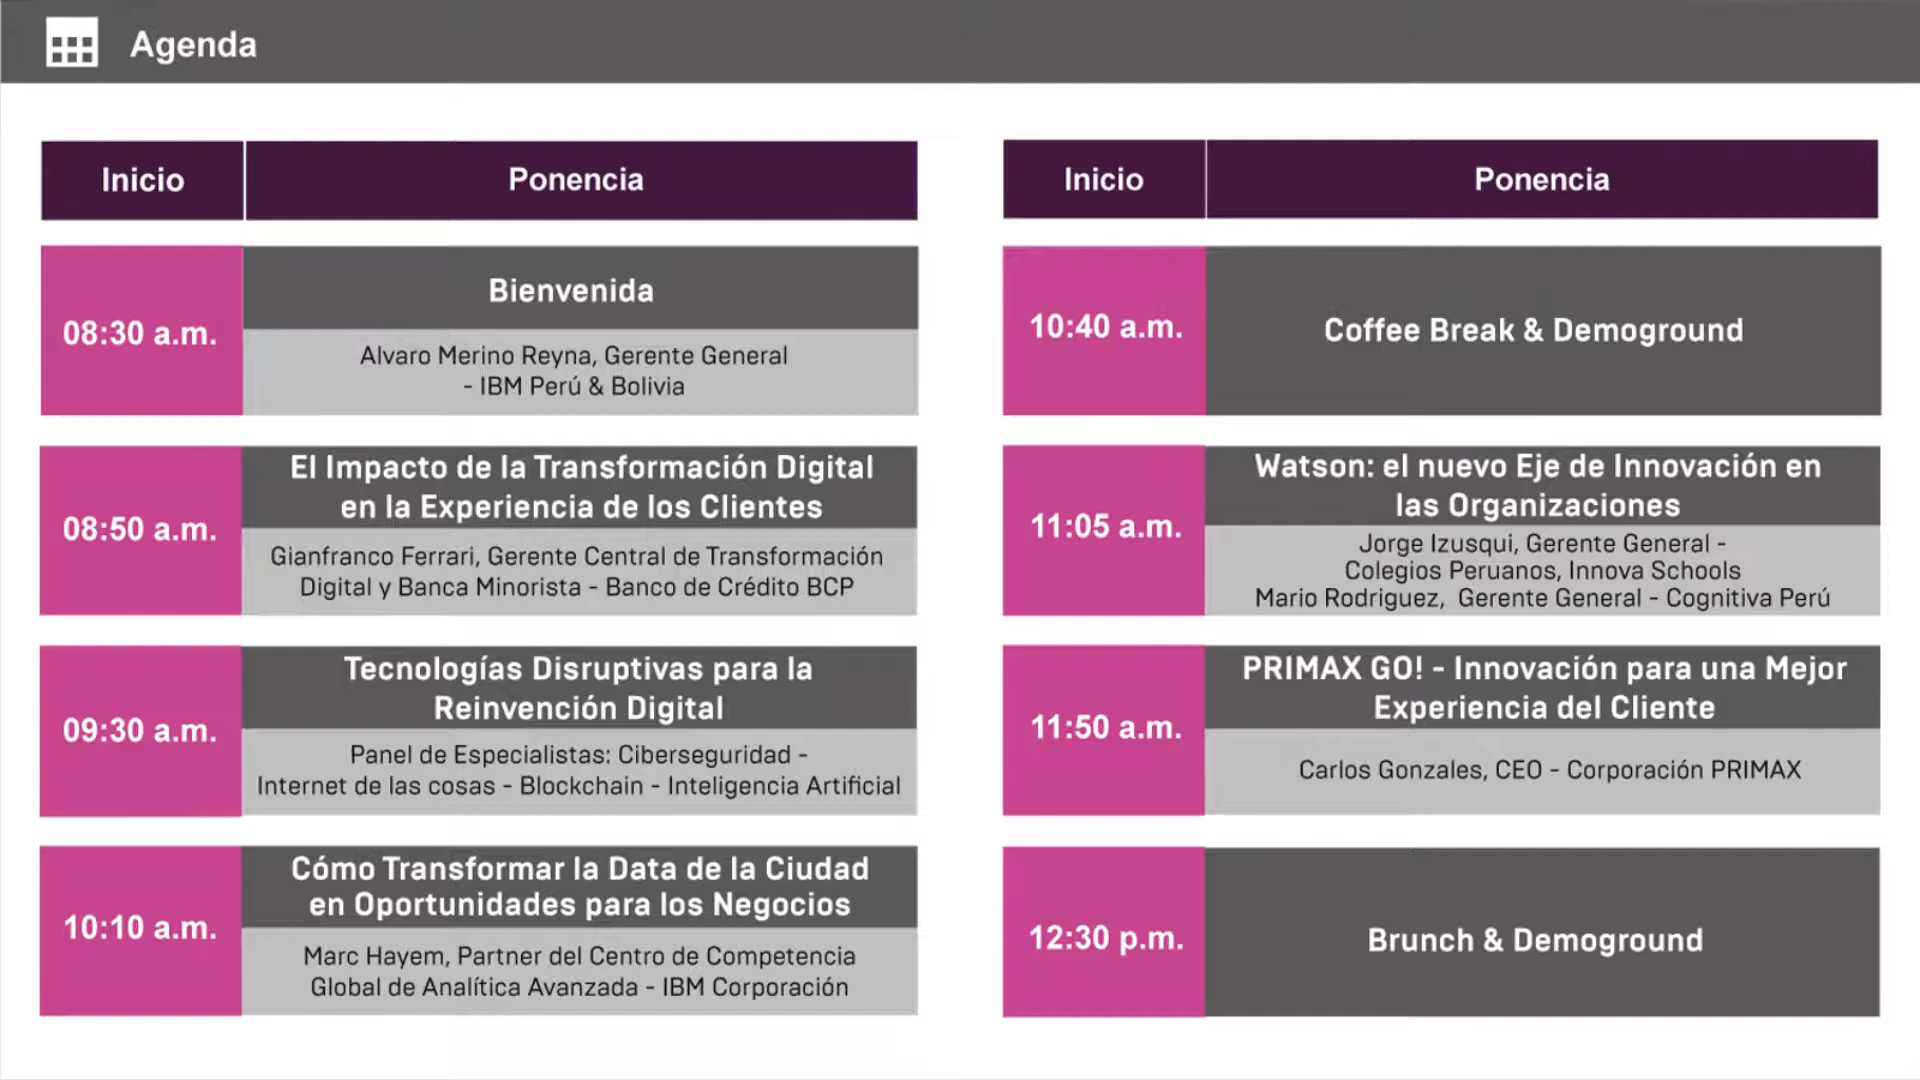 Agenda
Inicio
Ponencia
08:30 a.m.
Bienvenida
Alvaro Merino Reyna, Gerente General
- IBM Perú & Bolivia
08:50 a.m.
El Impacto de la Transformación Digital
en la Experiencia de los Clientes
Gianfranco Ferrari, Gerente Central de Transformación
Digital y Banca Minorista - Banco de Crédito BCP
09:30 a.m.
Tecnologías Disruptivas para la
Reinvención Digital
Panel de Especialistas: Ciberseguridad -
Internet de las cosas - Blockchain - Inteligencia Artificial
10:10 a.m.
Cómo Transformar la Data de la Ciudad
en Oportunidades para los Negocios
Marc Hayem, Partner del Centro de Competencia
Global de Analítica Avanzada - IBM Corporación
Inicio
Ponencia
10:40 a.m.
Coffee Break & Demoground
11:05 a.m.
Watson: el nuevo Eje de Innovación en
las Organizaciones
Jorge Izusqui, Gerente General -
Colegios Peruanos, Innova Schools
Mario Rodriguez, Gerente General - Cognitiva Perú
11:50 a.m.
PRIMAX GO! - Innovación para una Mejor
Experiencia del Cliente
Carlos Gonzales, CEO - Corporación PRIMAX
12:30 p.m.
Brunch & Demoground